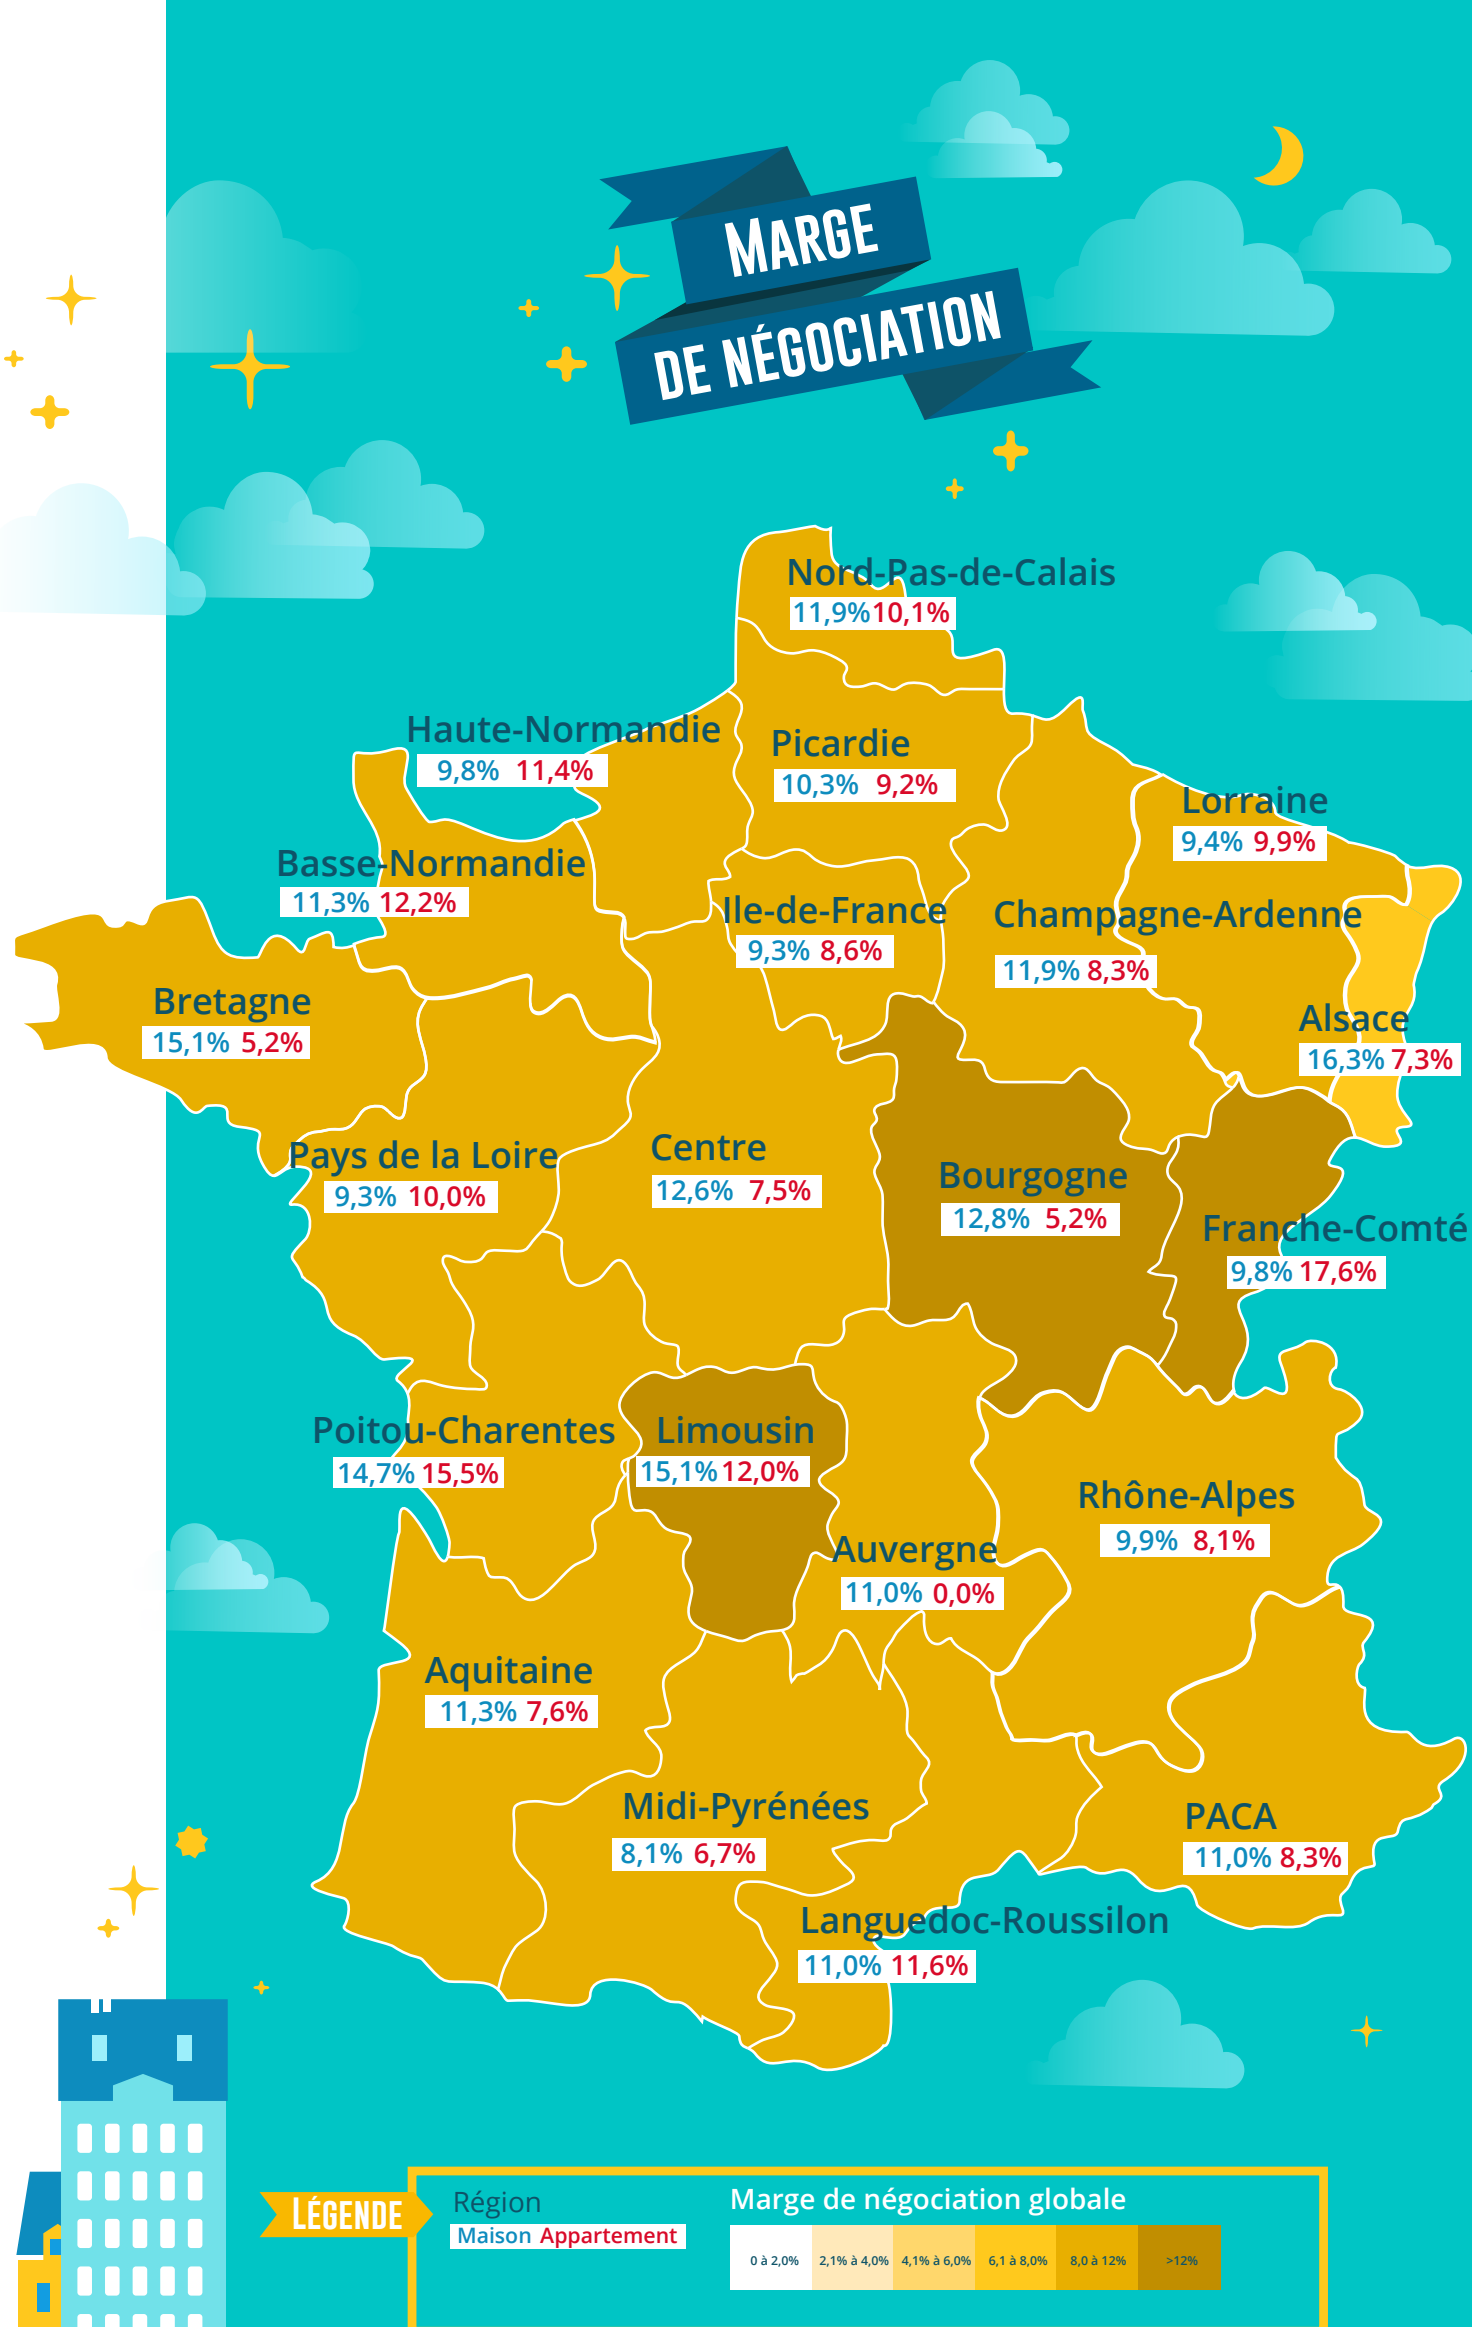 MARGE
DE NÉGOCIATION
Nord-Pas-de-Calais
11,9% 10,1%
Haute-Normandie
9,8% 11,4%
Picardie
10,3% 9,2%
Lorraine
9,4% 9,9%
Basse-Normandie
11,3% 12,2%
Ile-de-France
9,3% 8,6%
Champagne-Ardenne
11,9% 8,3%
Bretagne
15,1% 5,2%
Alsace
16,3% 7,3%
Pays de la Loire
9,3% 10,0%
Centre
12,6% 7,5%
Bourgogne
12,8% 5,2%
Franche-Comté
9,8% 17,6%
Poitou-Charentes
14,7% 15,5%
Limousin
15,1% 12,0%
Rhône-Alpes
9,9% 8,1%
Auvergne
11,0% 0,0%
Aquitaine
11,3% 7,6%
Midi-Pyrénées
8,1% 6,7%
PACA
11,0% 8,3%
Languedoc-Roussilon
11,0% 11,6%
LÉGENDE
Région
Maison Appartement
Marge de négociation globale
0 à 2,0% 2,1% à 4,0% 4,1% à 6,0% 6,1 à 8,0% 8,0 à 12% >12%